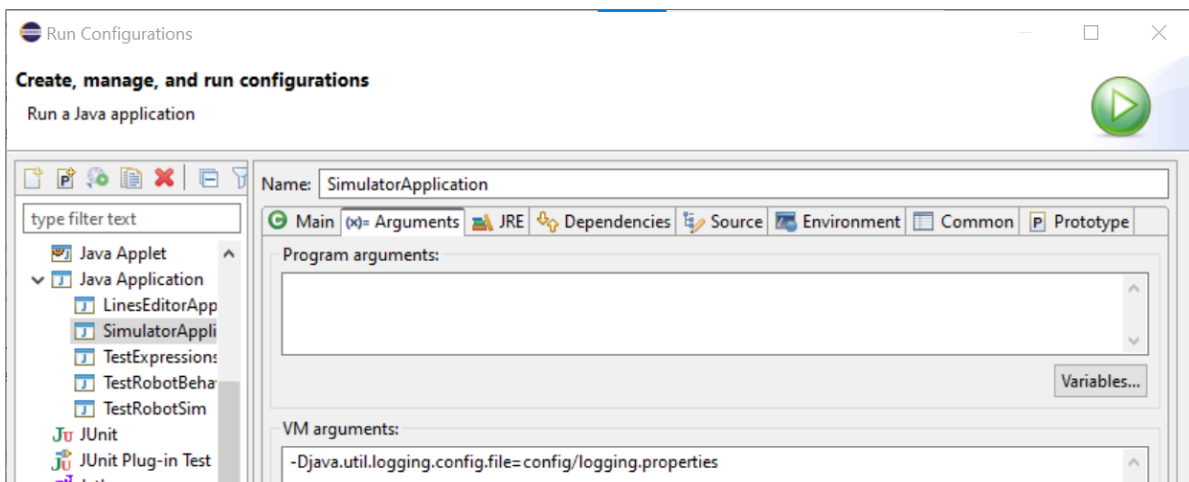 Run Configurations
Create, manage, and run configurations
Run a Java application
Name: SimulatorApplication
type filter text
Main (x)= Arguments JRE Dependencies Source Environment Common P Prototype
Java Applet
Java Application
LinesEditorApp
SimulatorAppli
TestExpressions
TestRobotBeha
TestRobotSim
Ju JUnit
JUnit Plug-in Test
Program arguments:
Variables...
VM arguments:
-Djava.util.logging.config.file=config/logging.properties